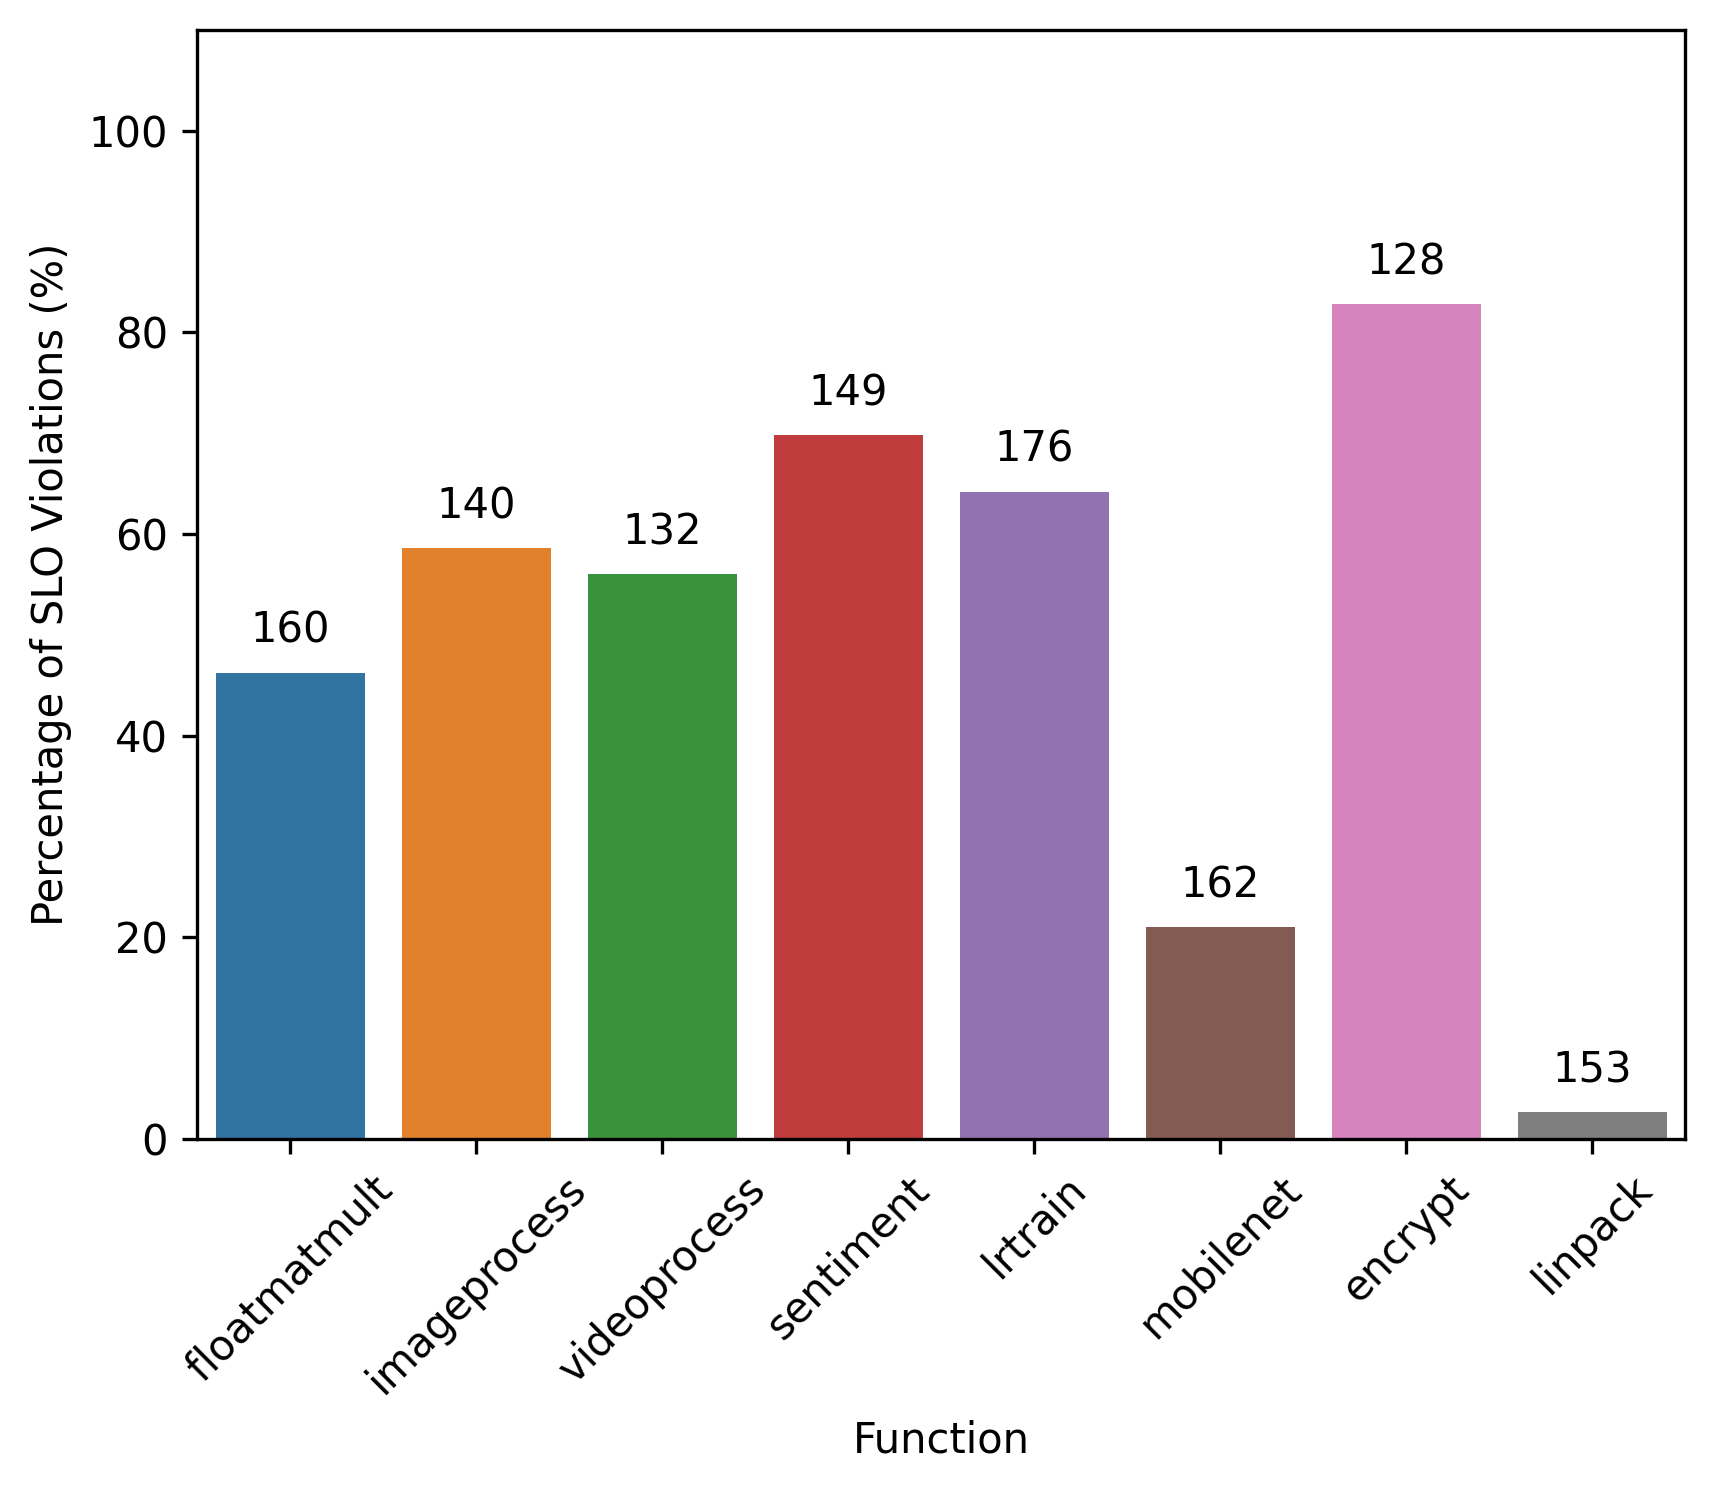 Percentage of SLO Violations (%)
100
80
60
40
20
0
160
140
132
149
176
162
128
153
floatmatmult
imageprocess
videoprocess
sentiment
lrtrain
mobilenet
encrypt
linpack
Function